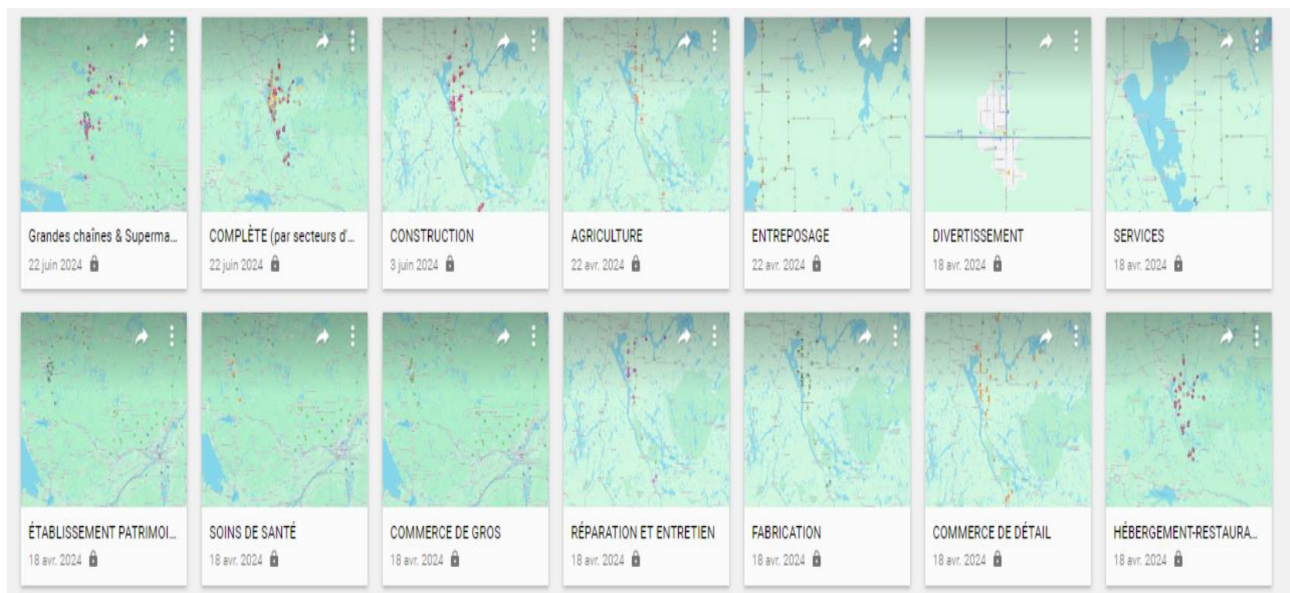 Grandes chaînes & Superma...
22 juin 2024
COMPLÈTE (par secteurs d'...
22 juin 2024
CONSTRUCTION
3 juin 2024
AGRICULTURE
22 avr. 2024
ENTREPOSAGE
22 avr. 2024
DIVERTISSEMENT
18 avr. 2024
SERVICES
18 avr. 2024
ÉTABLISSEMENT PATRIMOI...
18 avr. 2024
SOINS DE SANTÉ
18 avr. 2024
COMMERCE DE GROS
18 avr. 2024
RÉPARATION ET ENTRETIEN
18 avr. 2024
FABRICATION
18 avr. 2024
COMMERCE DE DÉTAIL
18 avr. 2024
HÉBERGEMENT-RESTAURA...
18 avr. 2024